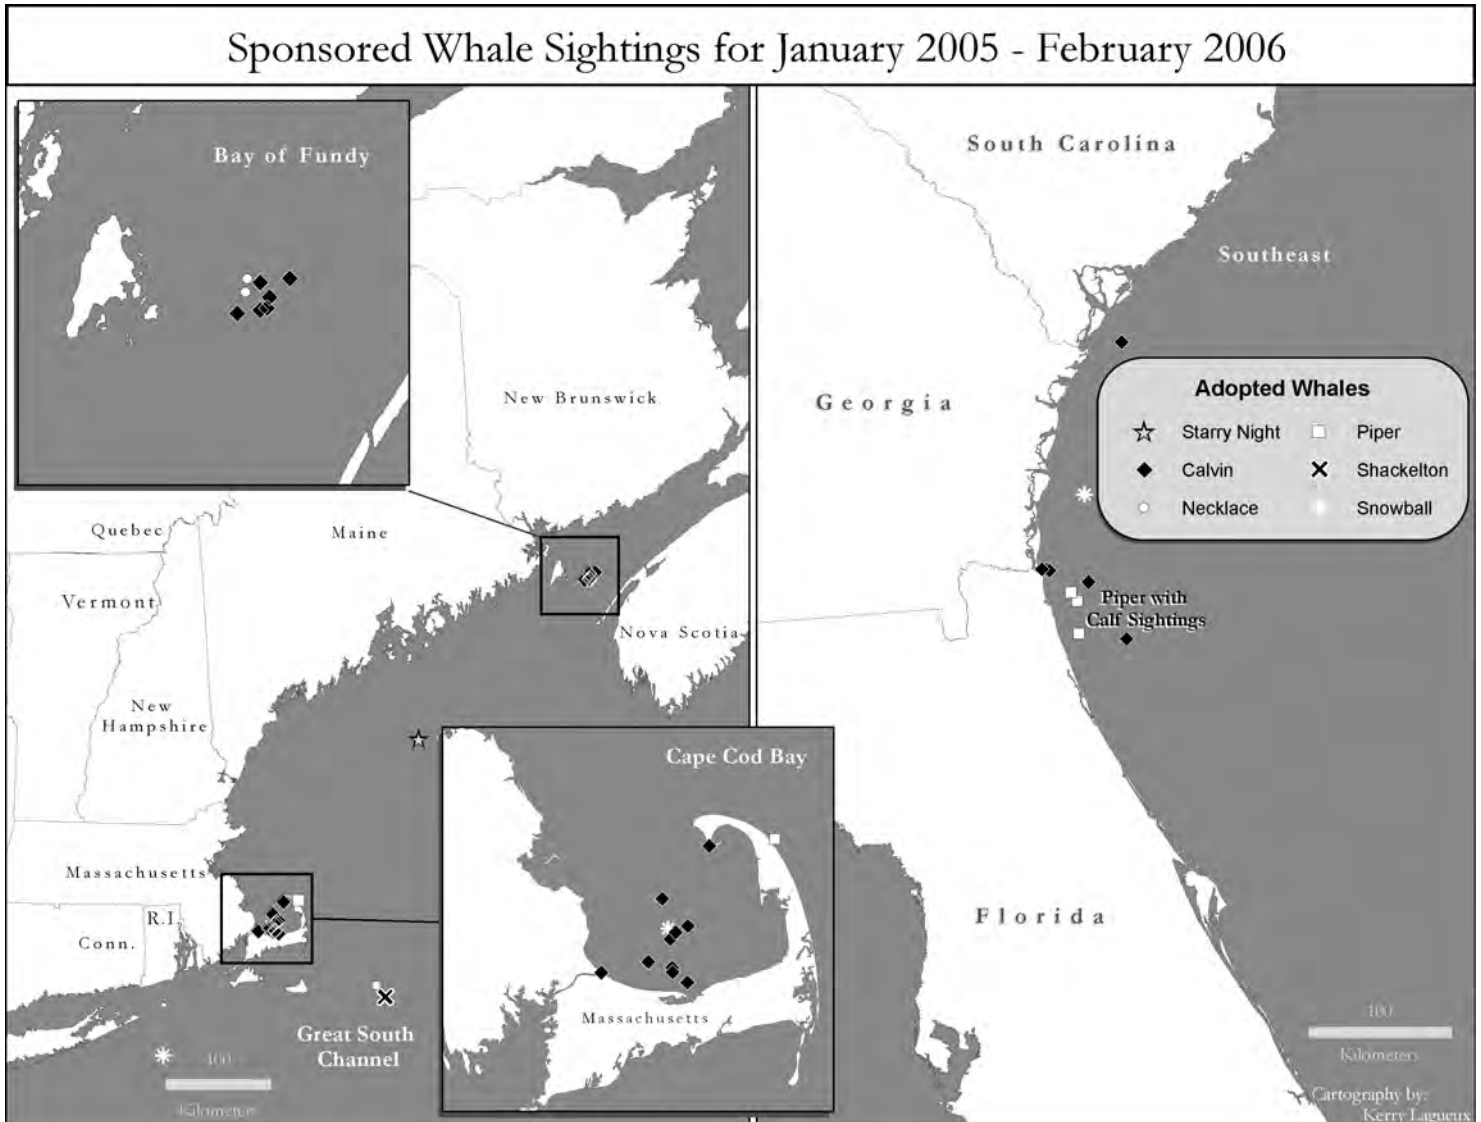 Sponsored Whale Sightings for January 2005 - February 2006
Bay of Fundy
New Brunswick
Quebec
Maine
Vermont
Nova Scotia
New
Hampshire
Massachusetts
R.I.
Conn.
Great South
Channel
100
Kilometers
Cape Cod Bay
Massachusetts
South Carolina
Southeast
Georgia
Adopted Whales
Starry Night
Piper
Calvin
Shackelton
Necklace
Snowball
Piper with
Calf Sightings
Florida
100
Kilometers
Cartography by:
Kerry Lagueux